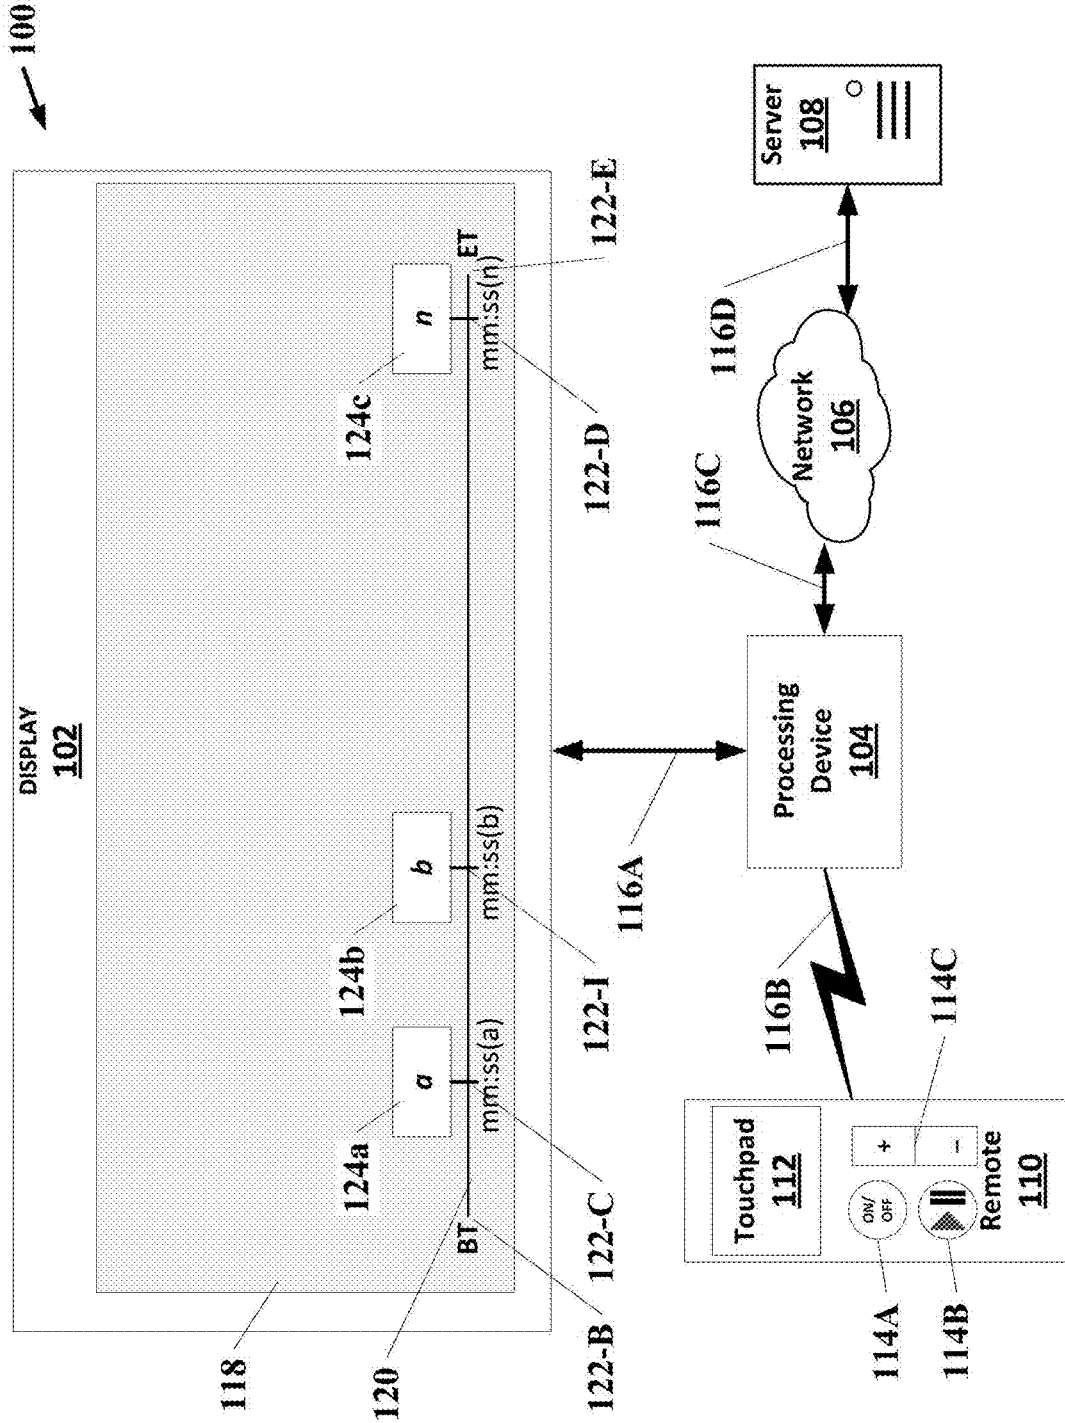 100
DISPLAY
102
118
120
124a
124b
124c
a
b
n
BT
ET
mm:ss(a)
mm:ss(b)
mm:ss(n)
122-B
122-C
122-I
122-D
122-E
116A
116B
116C
116D
Touchpad
112
ON/
OFF
+
–
Remote
110
114A
114B
114C
Processing
Device
104
Network
106
Server
108